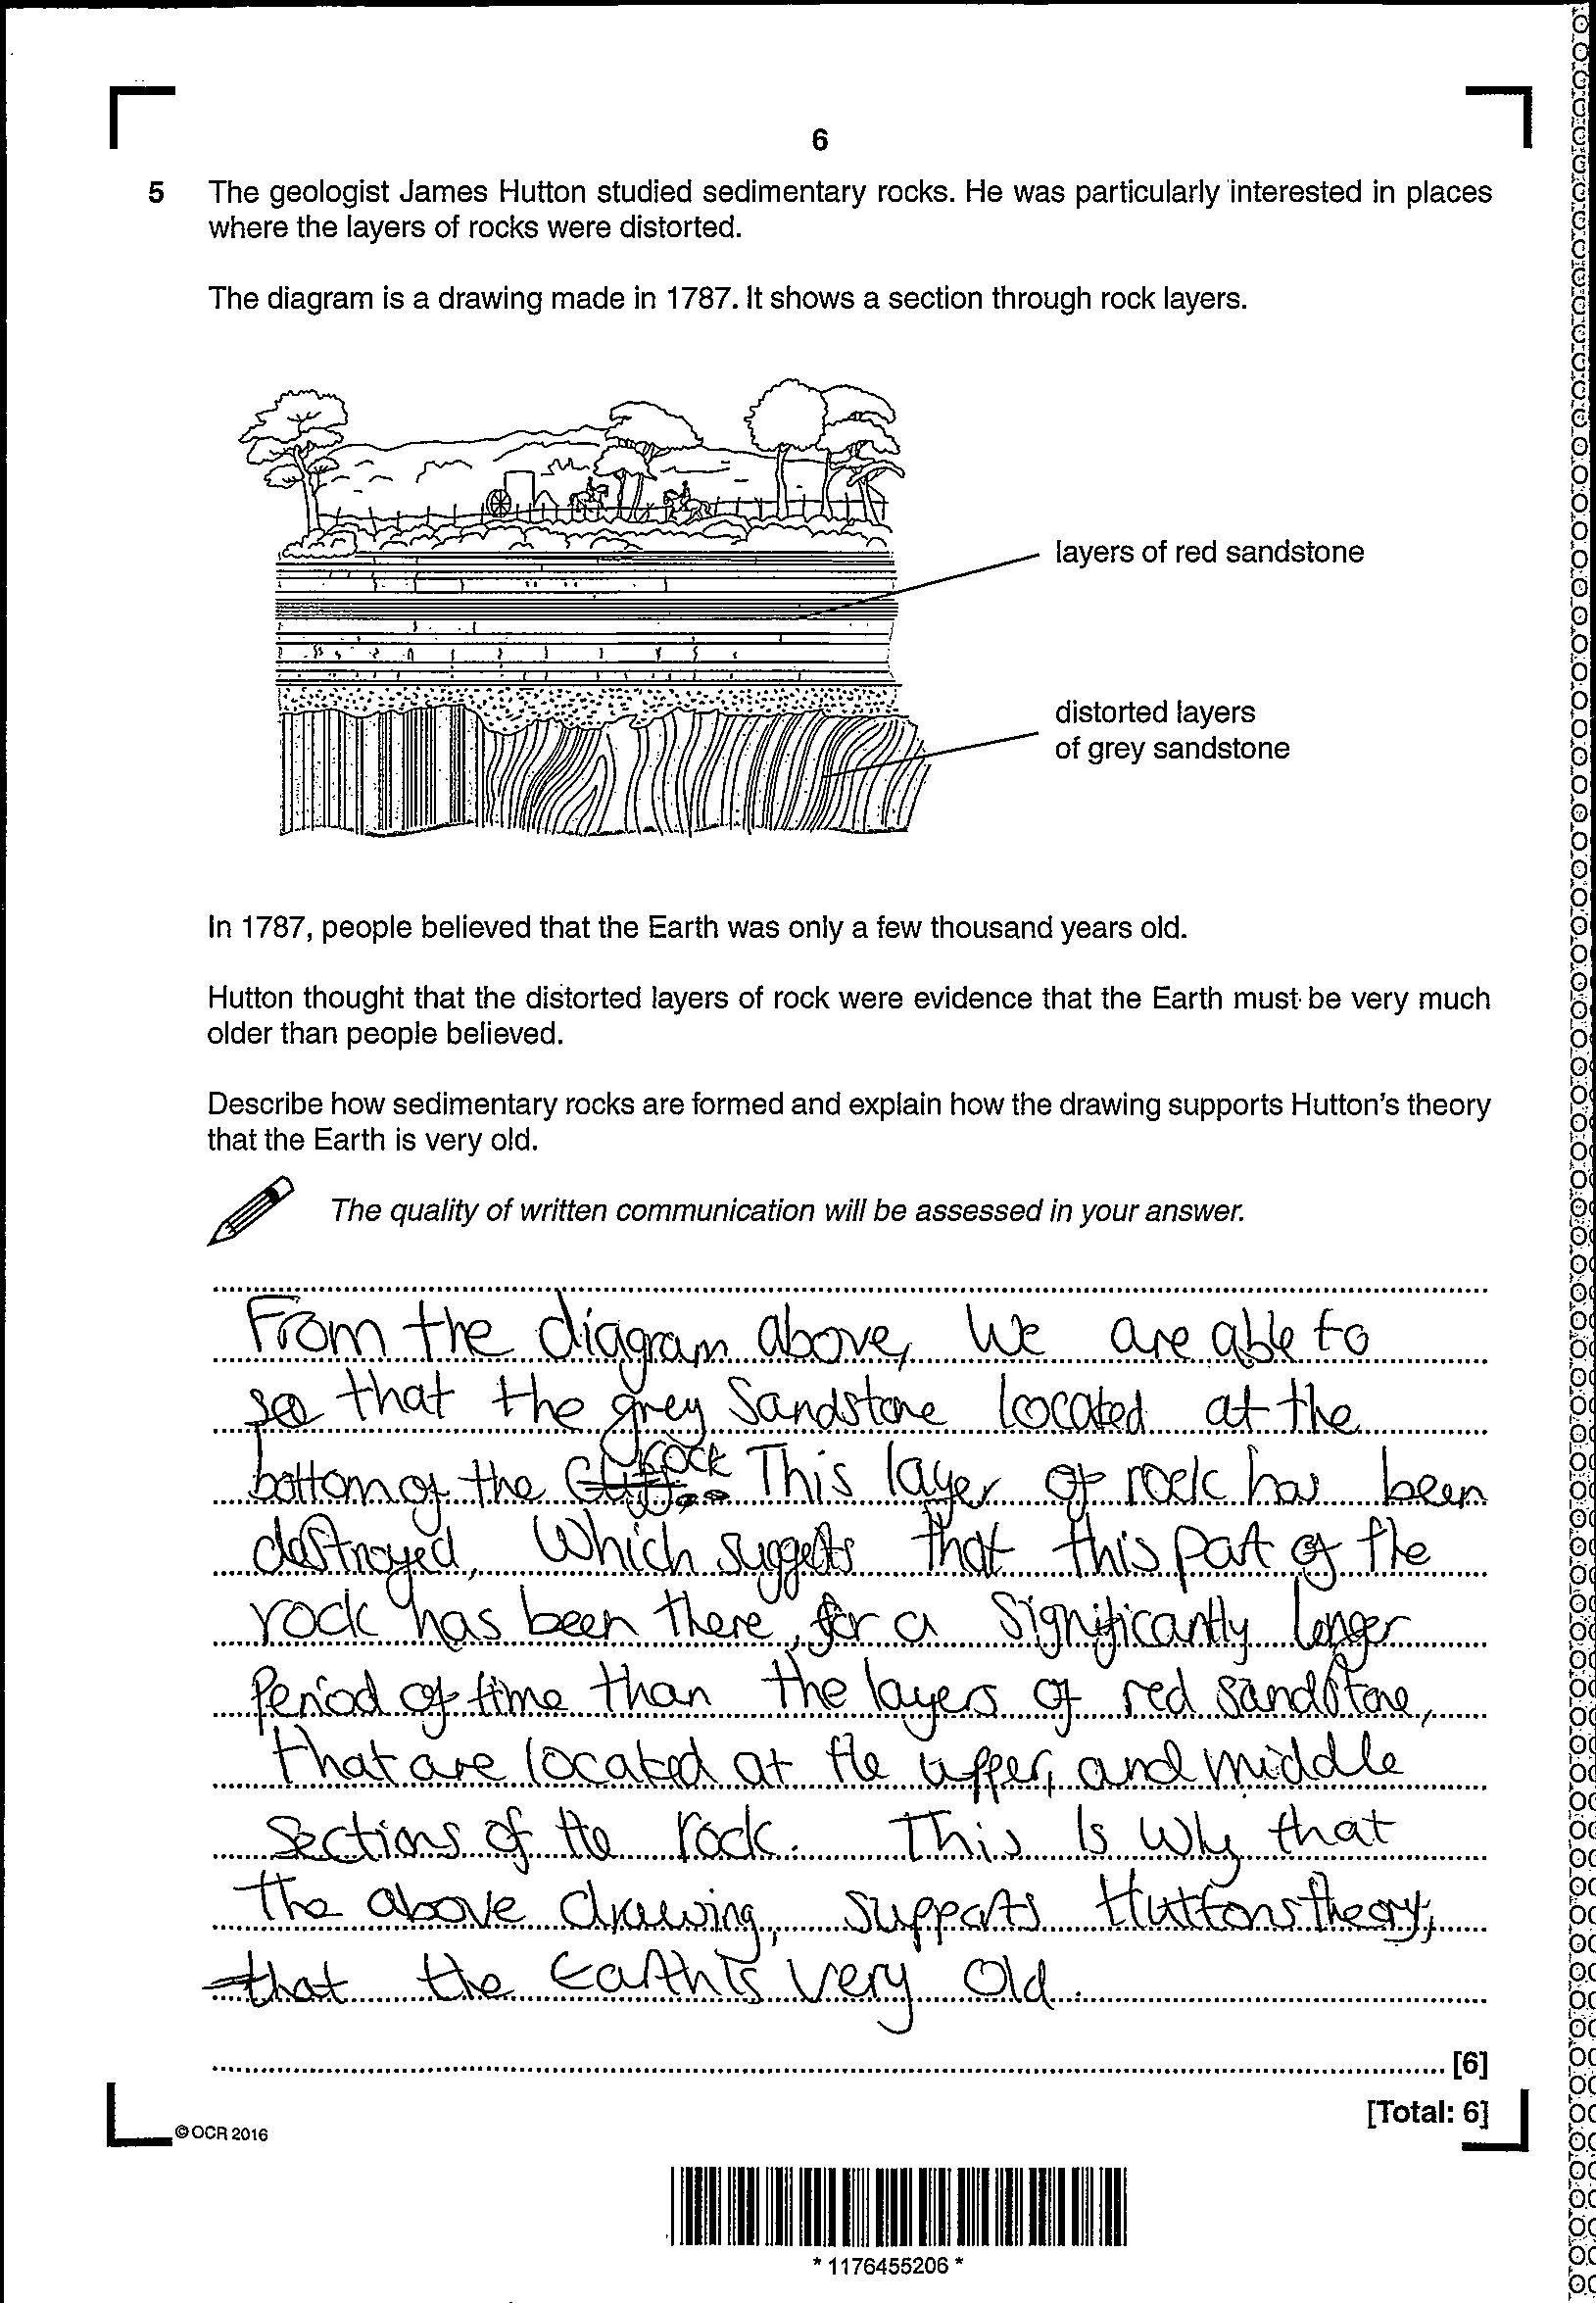 6
5 The geologist James Hutton studied sedimentary rocks. He was particularly interested in places
where the layers of rocks were distorted.
The diagram is a drawing made in 1787. It shows a section through rock layers.
layers of red sandstone
distorted layers
of grey sandstone
In 1787, people believed that the Earth was only a few thousand years old.
Hutton thought that the distorted layers of rock were evidence that the Earth must be very much
older than people believed.
Describe how sedimentary rocks are formed and explain how the drawing supports Hutton's theory
that the Earth is very old.
The quality of written communication will be assessed in your answer.
From the diagram above, We are able to
see that the grey Sandstone located at the
bottom of the rock. This layer of rock has been
destroyed, Which suggests that this part of the
rock has been there, for a significantly longer
Period of time than the layers of red sandstone,
that are located at the upper, and middle
Sections of the rock. This Is Why that
the above drawing, supports Huttons theory,
that the Earth is very Old.
[6]
[Total: 6]
© OCR 2016
* 1176455206 *